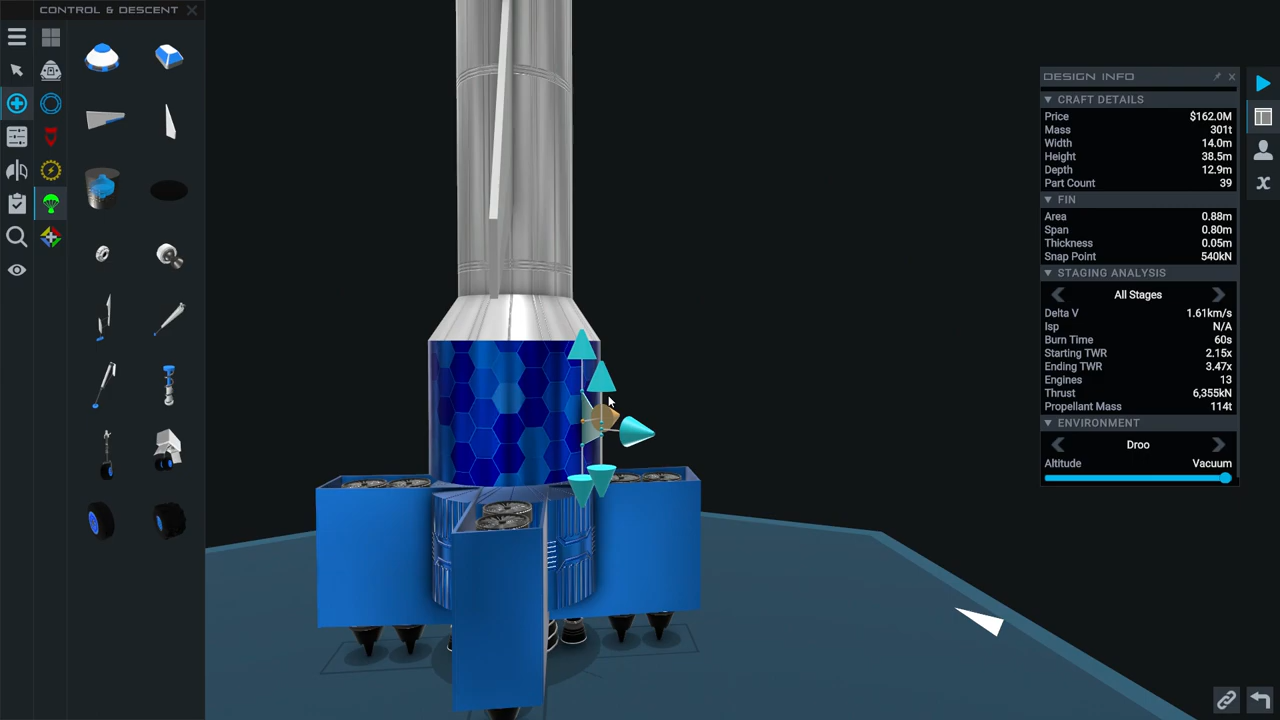 CONTROL & DESCENT
DESIGN INFO
CRAFT DETAILS
Price $162.0M
Mass 301t
Width 14.0m
Height 38.5m
Depth 12.9m
Part Count 39
FIN
Area 0.88m
Span 0.80m
Thickness 0.05m
Snap Point 540kN
STAGING ANALYSIS
All Stages
Delta V 1.61km/s
Isp N/A
Burn Time 60s
Starting TWR 2.15x
Ending TWR 3.47x
Engines 13
Thrust 6,355kN
Propellant Mass 114t
ENVIRONMENT
Droo
Altitude Vacuum